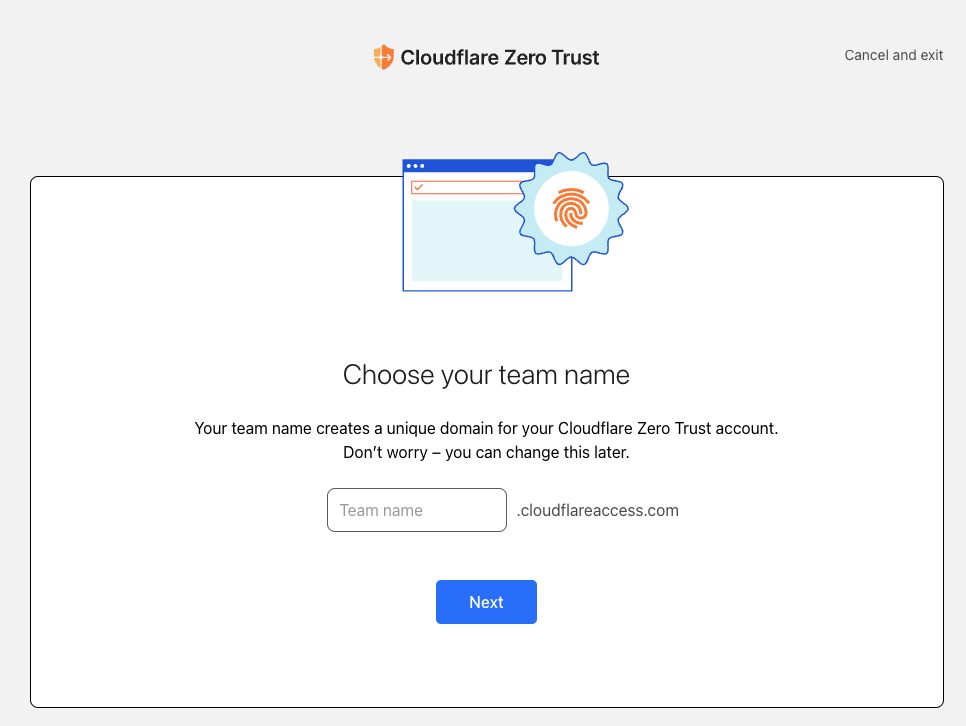 Cloudflare Zero Trust
Cancel and exit
Choose your team name
Your team name creates a unique domain for your Cloudflare Zero Trust account.
Don’t worry – you can change this later.
Team name .cloudflareaccess.com
Next